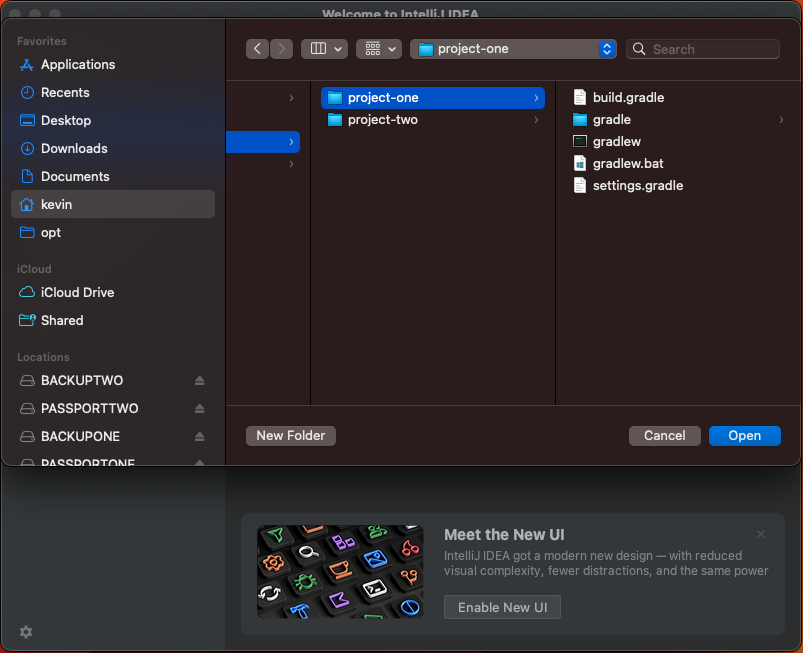 Welcome to IntelliJ IDEA
Favorites
Applications
Recents
Desktop
Downloads
Documents
kevin
opt
iCloud
iCloud Drive
Shared
Locations
BACKUPTWO
PASSPORTTWO
BACKUPONE
PASSPORTONE
project-one
Search
project-one
project-two
build.gradle
gradle
gradlew
gradlew.bat
settings.gradle
New Folder
Cancel
Open
Meet the New UI
IntelliJ IDEA got a modern new design — with reduced
visual complexity, fewer distractions, and the same power
Enable New UI